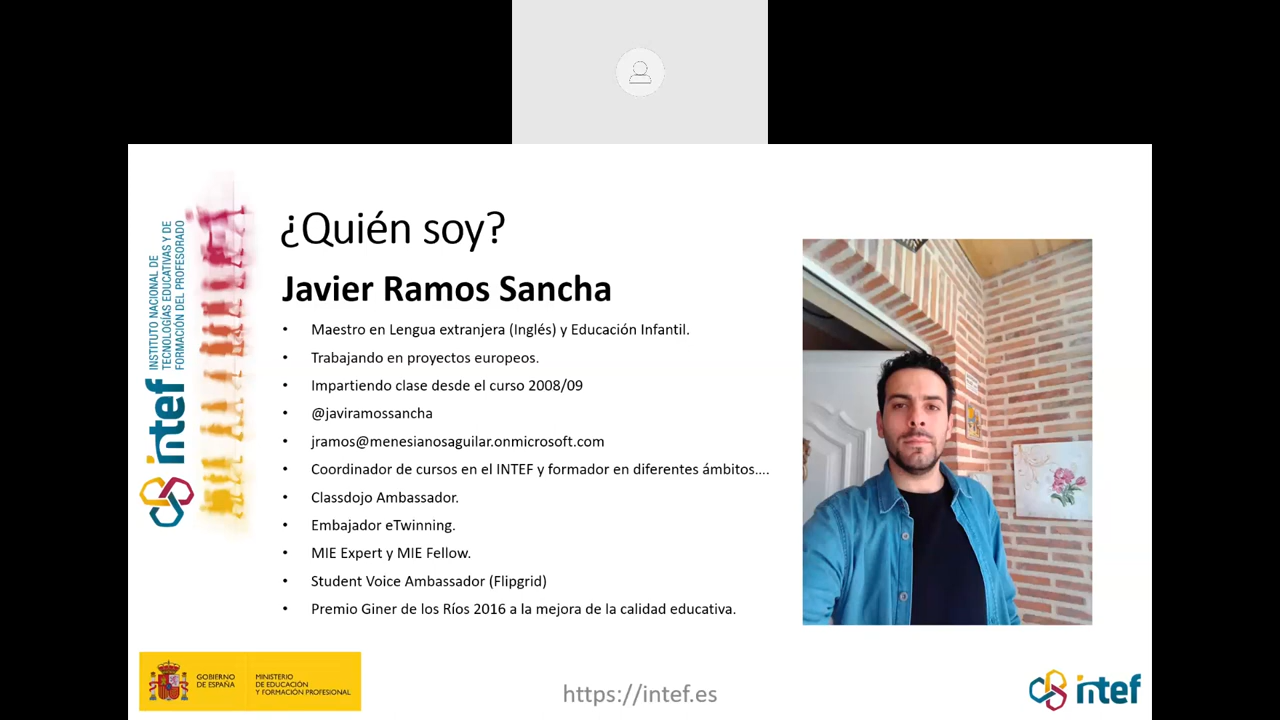 INSTITUTO NACIONAL DE
TECNOLOGÍAS EDUCATIVAS Y DE
FORMACIÓN DEL PROFESORADO
intef
¿Quién soy?
Javier Ramos Sancha
• Maestro en Lengua extranjera (Inglés) y Educación Infantil.
• Trabajando en proyectos europeos.
• Impartiendo clase desde el curso 2008/09
• @javiramossancha
• jramos@menesianosaguilar.onmicrosoft.com
• Coordinador de cursos en el INTEF y formador en diferentes ámbitos....
• Classdojo Ambassador.
• Embajador eTwinning.
• MIE Expert y MIE Fellow.
• Student Voice Ambassador (Flipgrid)
• Premio Giner de los Ríos 2016 a la mejora de la calidad educativa.
GOBIERNO
DE ESPAÑA
MINISTERIO
DE EDUCACIÓN
Y FORMACIÓN PROFESIONAL
https://intef.es
intef